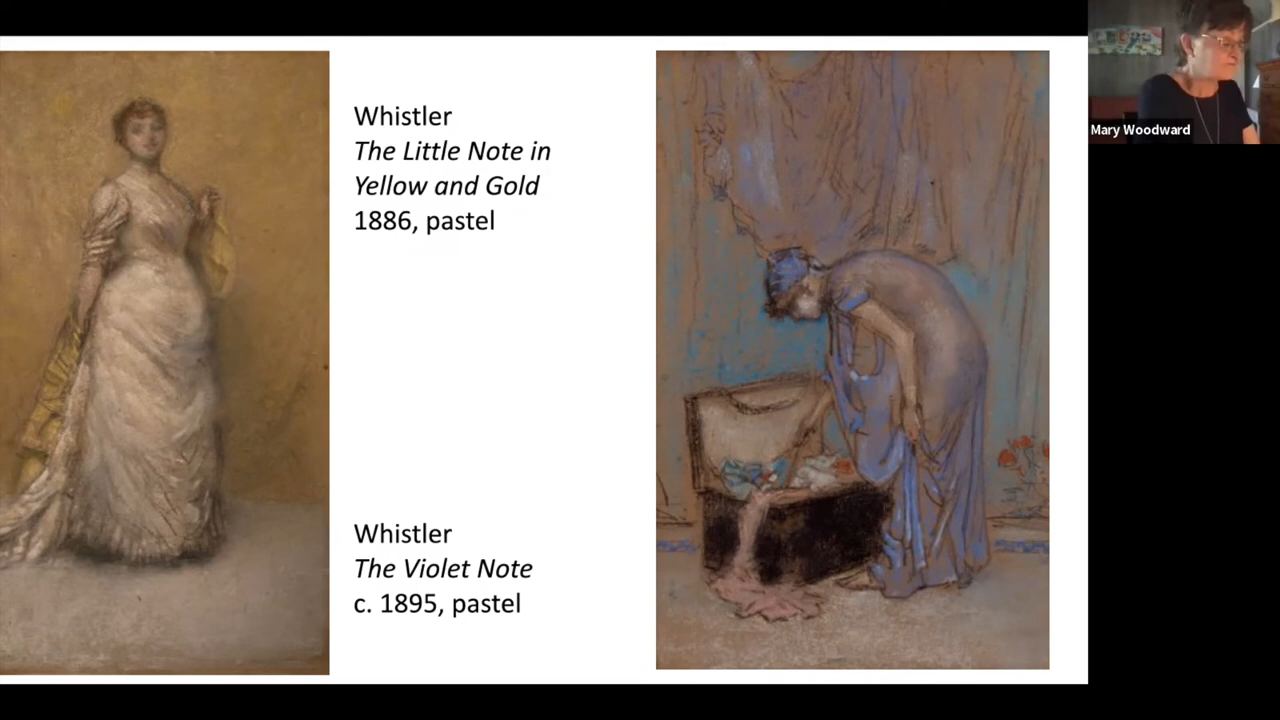 Whistler
The Little Note in
Yellow and Gold
1886, pastel
Whistler
The Violet Note
c. 1895, pastel
Mary Woodward